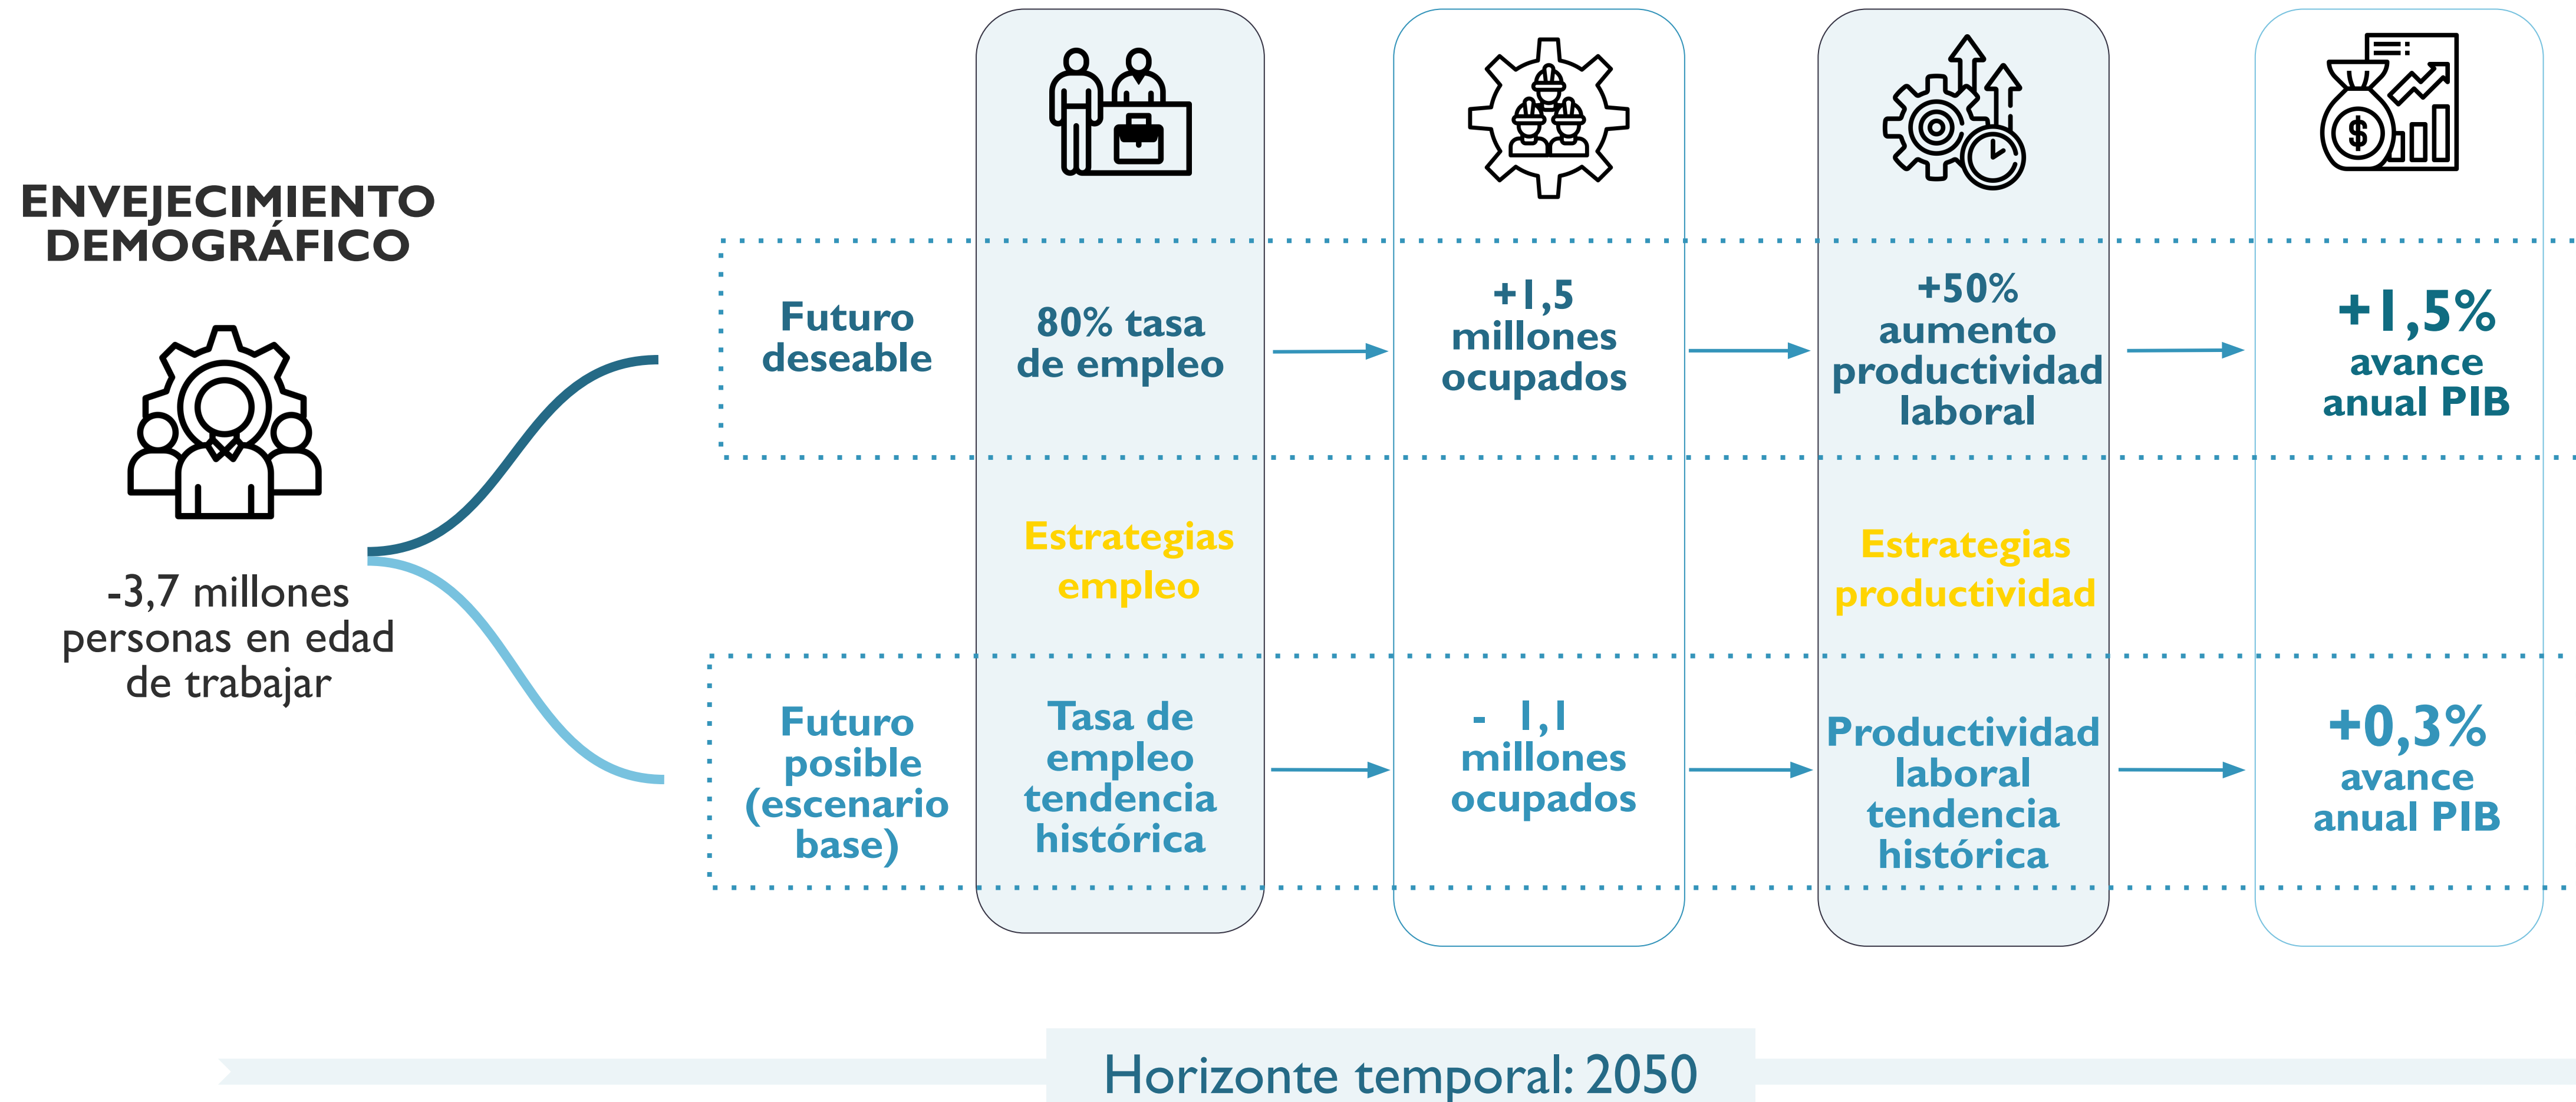 ENVEJECIMIENTO
DEMOGRÁFICO
-3,7 millones
personas en edad
de trabajar
Futuro
deseable
80% tasa
de empleo
+1,5
millones
ocupados
+50%
aumento
productividad
laboral
+1,5%
avance
anual PIB
Estrategias
empleo
Estrategias
productividad
Futuro
posible
(escenario
base)
Tasa de
empleo
tendencia
histórica
- 1,1
millones
ocupados
Productividad
laboral
tendencia
histórica
+0,3%
avance
anual PIB
Horizonte temporal: 2050